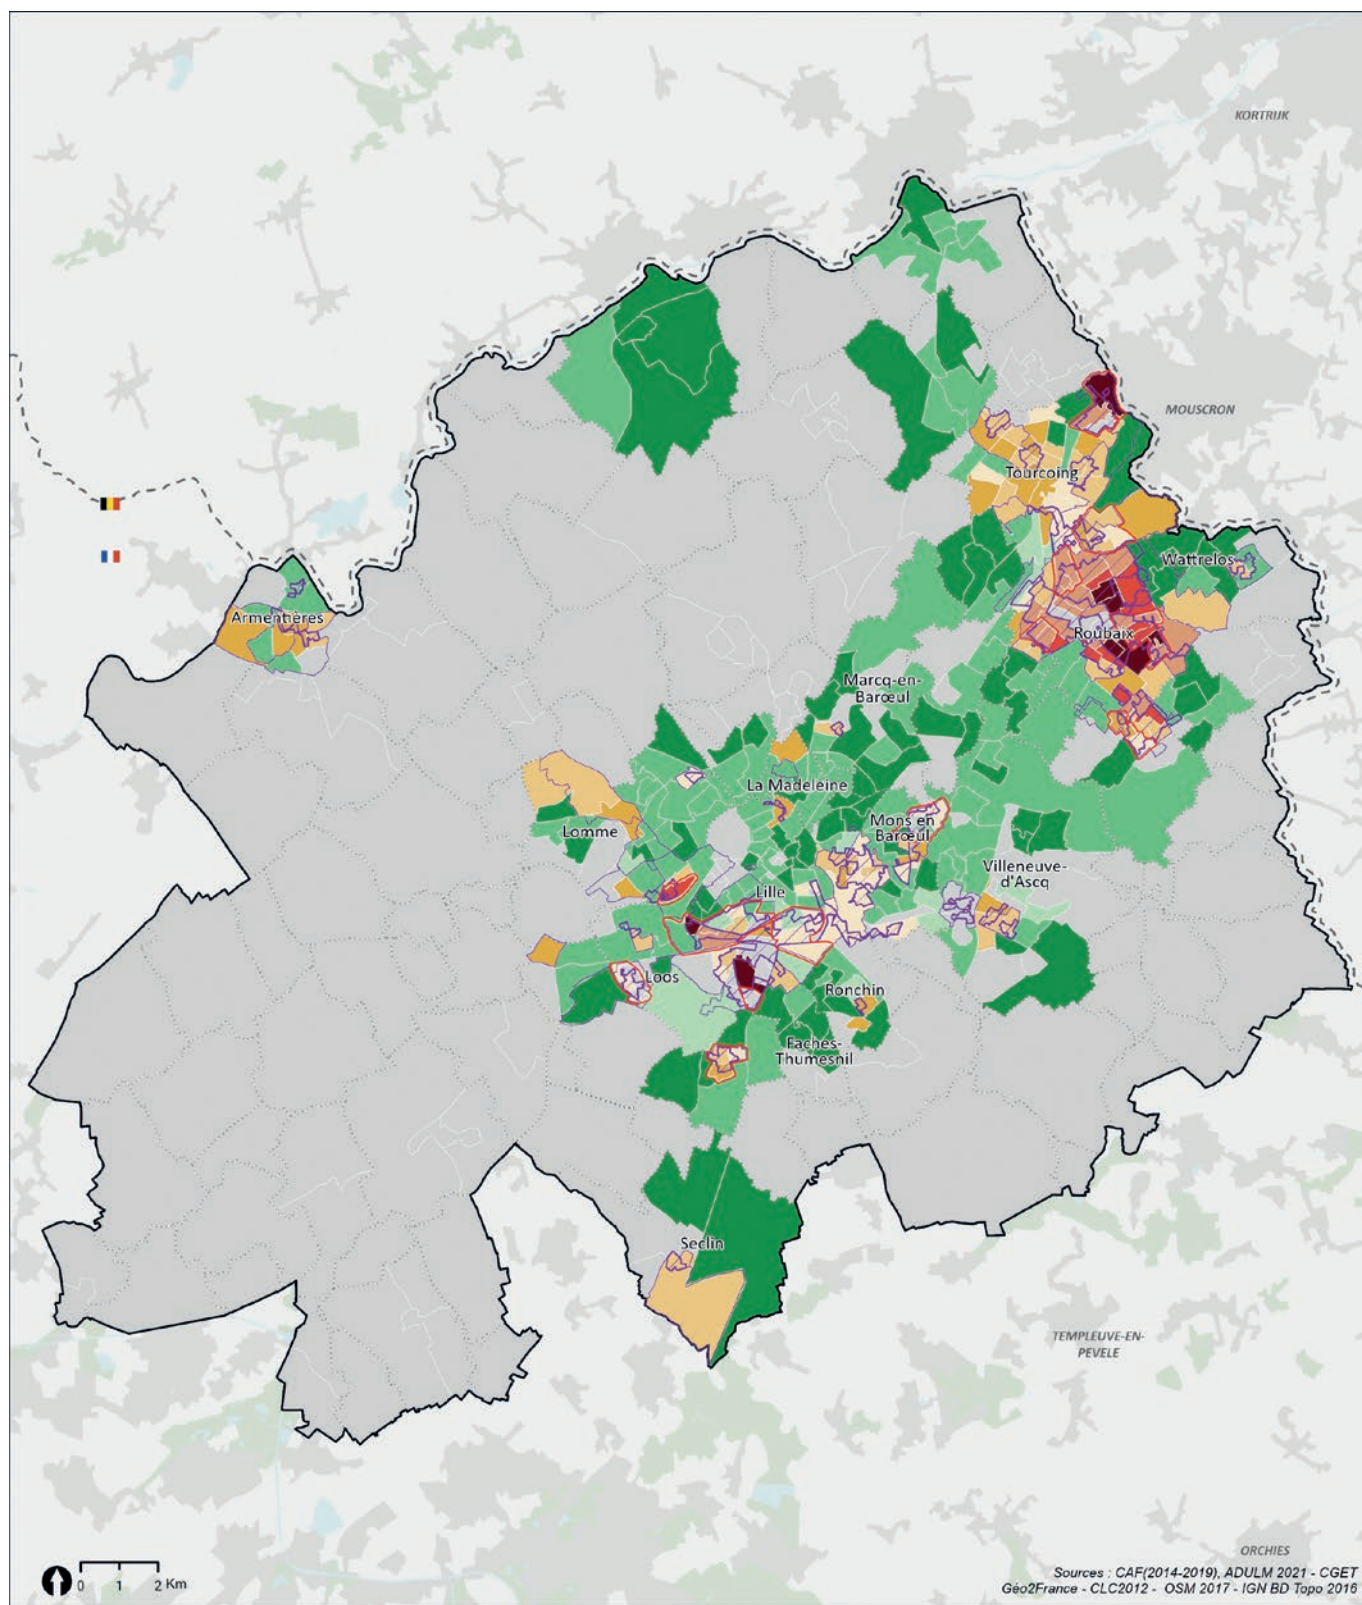 KORTRIJK
MOUSCRON
Tourcoing
Wattrelos
Armentières
Roubaix
Marcq-en-
Barœul
La Madeleine
Mons en
Barœul
Lomme
Villeneuve-
d'Ascq
Lille
Loos
Ronchin
Faches-
Thumesnil
Seclin
TEMPLEUVE-EN-
PEVELE
ORCHIES
0 1 2 Km
Sources : CAF(2014-2019), ADULM 2021 - CGET
Géo2France - CLC2012 - OSM 2017 - IGN BD Topo 2016